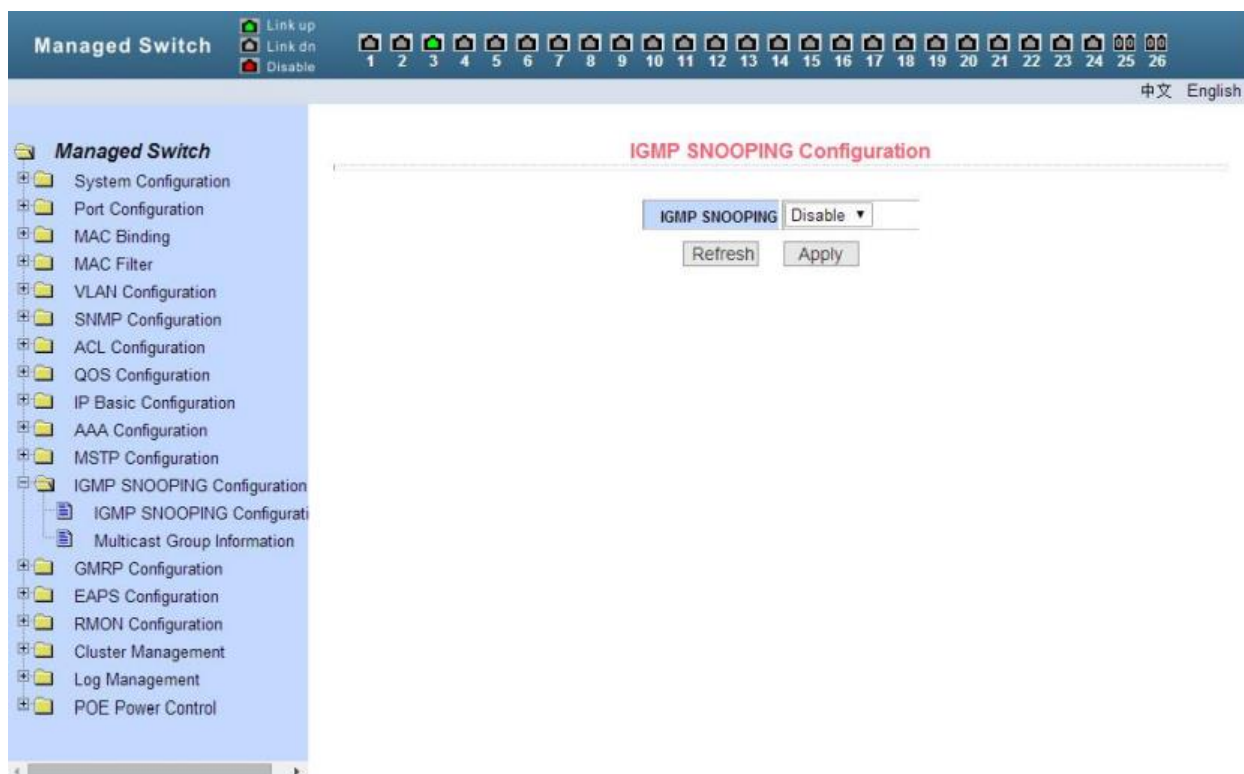 Managed Switch
Link up
Link dn
Disable
1 2 3 4 5 6 7 8 9 10 11 12 13 14 15 16 17 18 19 20 21 22 23 24 25 26
中文 English
Managed Switch
System Configuration
Port Configuration
MAC Binding
MAC Filter
VLAN Configuration
SNMP Configuration
ACL Configuration
QOS Configuration
IP Basic Configuration
AAA Configuration
MSTP Configuration
IGMP SNOOPING Configuration
IGMP SNOOPING Configurati
Multicast Group Information
GMRP Configuration
EAPS Configuration
RMON Configuration
Cluster Management
Log Management
POE Power Control
IGMP SNOOPING Configuration
IGMP SNOOPING Disable
Refresh Apply